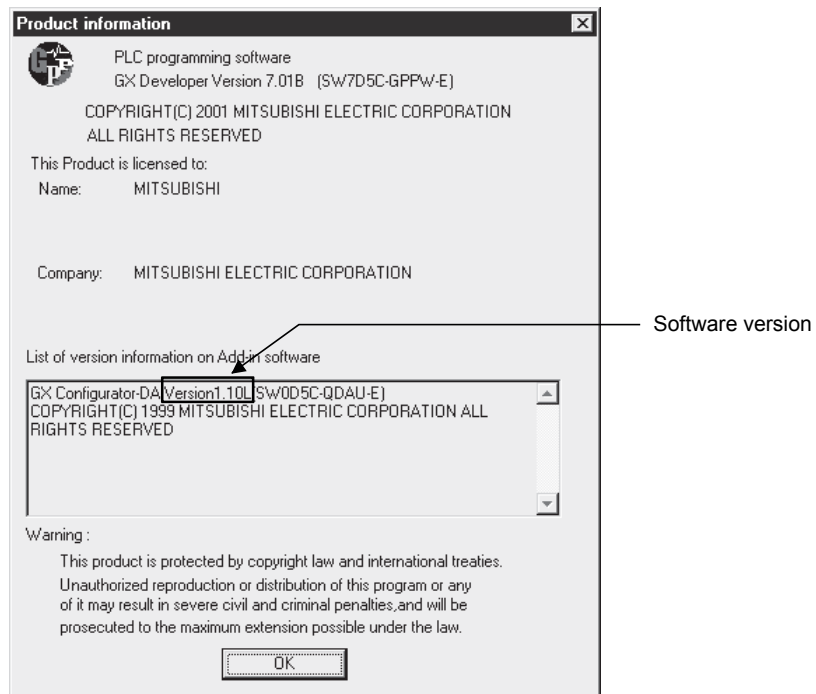 Product information
GPPF
PLC programming software
GX Developer Version 7.01B (SW7D5C-GPPW-E)
COPYRIGHT(C) 2001 MITSUBISHI ELECTRIC CORPORATION
ALL RIGHTS RESERVED
This Product is licensed to:
Name: MITSUBISHI
Company: MITSUBISHI ELECTRIC CORPORATION
Software version
List of version information on Add-in software
GX Configurator-DA Version1.10L(SW0D5C-QDAU-E)
COPYRIGHT(C) 1999 MITSUBISHI ELECTRIC CORPORATION ALL
RIGHTS RESERVED
Warning :
This product is protected by copyright law and international treaties.
Unauthorized reproduction or distribution of this program or any
of it may result in severe civil and criminal penalties,and will be
prosecuted to the maximum extension possible under the law.
OK